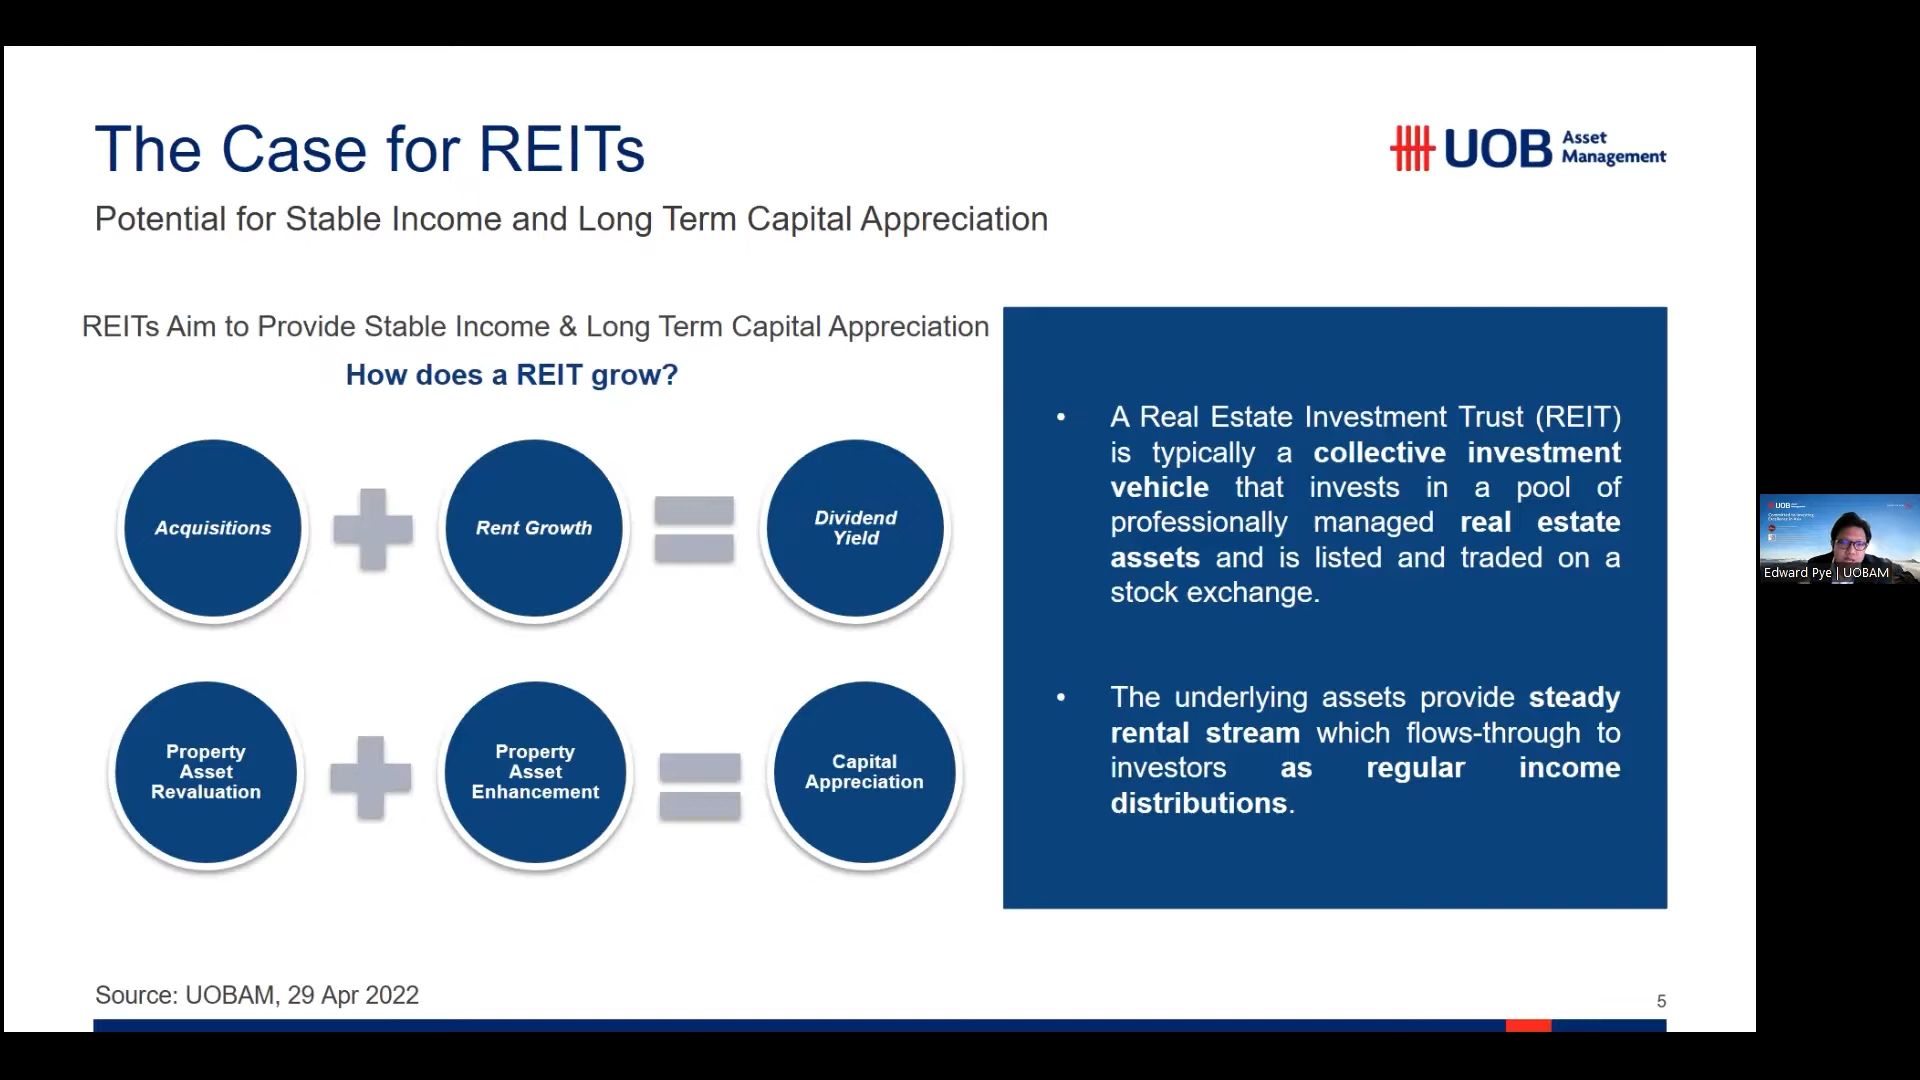 The Case for REITs
UOB Asset Management
Potential for Stable Income and Long Term Capital Appreciation
REITs Aim to Provide Stable Income & Long Term Capital Appreciation
How does a REIT grow?
Acquisitions
Rent Growth
Dividend
Yield
Property
Asset
Revaluation
Property
Asset
Enhancement
Capital
Appreciation
• A Real Estate Investment Trust (REIT)
is typically a collective investment
vehicle that invests in a pool of
professionally managed real estate
assets and is listed and traded on a
stock exchange.
• The underlying assets provide steady
rental stream which flows-through to
investors as regular income
distributions.
UOB
Edward Pye | UOBAM
Source: UOBAM, 29 Apr 2022
5